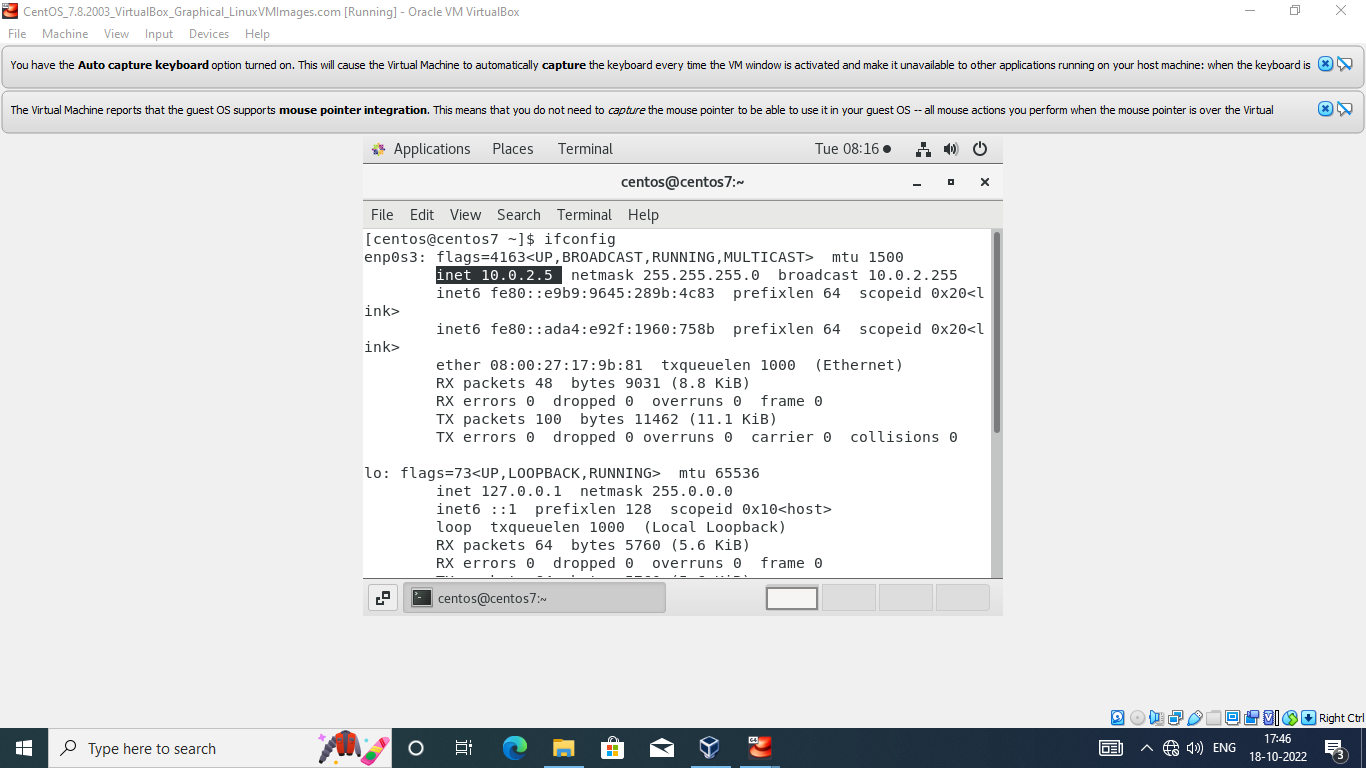 CentOS_7.8.2003_VirtualBox_Graphical_LinuxVMImages.com [Running] - Oracle VM VirtualBox
File Machine View Input Devices Help
You have the Auto capture keyboard option turned on. This will cause the Virtual Machine to automatically capture the keyboard every time the VM window is activated and make it unavailable to other applications running on your host machine: when the keyboard is
The Virtual Machine reports that the guest OS supports mouse pointer integration. This means that you do not need to capture the mouse pointer to be able to use it in your guest OS -- all mouse actions you perform when the mouse pointer is over the Virtual
Applications Places Terminal Tue 08:16
centos@centos7:~
File Edit View Search Terminal Help
[centos@centos7 ~]$ ifconfig
enp0s3: flags=4163<UP,BROADCAST,RUNNING,MULTICAST>  mtu 1500
inet 10.0.2.5  netmask 255.255.255.0  broadcast 10.0.2.255
inet6 fe80::e9b9:9645:289b:4c83  prefixlen 64  scopeid 0x20<l
ink>
inet6 fe80::ada4:e92f:1960:758b  prefixlen 64  scopeid 0x20<l
ink>
ether 08:00:27:17:9b:81  txqueuelen 1000  (Ethernet)
RX packets 48  bytes 9031 (8.8 KiB)
RX errors 0  dropped 0  overruns 0  frame 0
TX packets 100  bytes 11462 (11.1 KiB)
TX errors 0  dropped 0 overruns 0  carrier 0  collisions 0
lo: flags=73<UP,LOOPBACK,RUNNING>  mtu 65536
inet 127.0.0.1  netmask 255.0.0.0
inet6 ::1  prefixlen 128  scopeid 0x10<host>
loop  txqueuelen 1000  (Local Loopback)
RX packets 64  bytes 5760 (5.6 KiB)
RX errors 0  dropped 0  overruns 0  frame 0
centos@centos7:~
Right Ctrl
Type here to search
ENG
17:46
18-10-2022
3